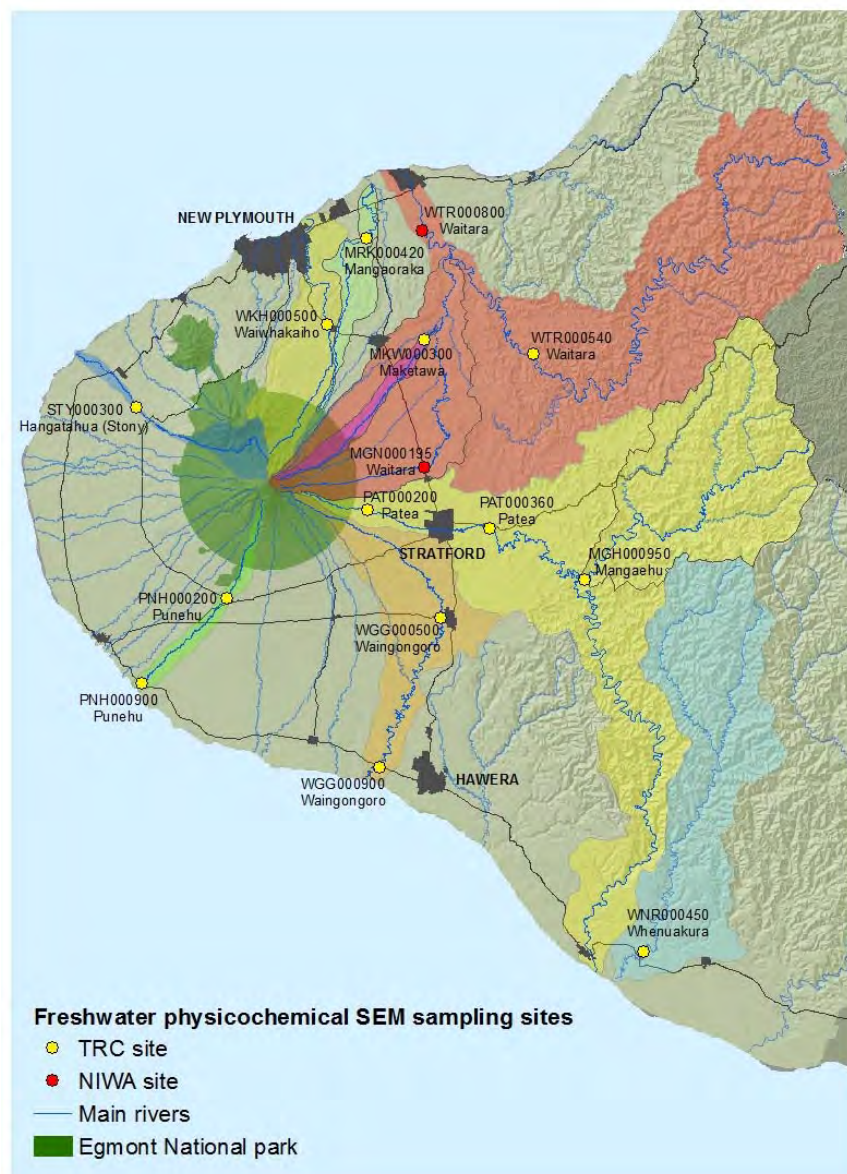 NEW PLYMOUTH
WTR000800
Waitara
MRK000420
Mangaoraka
WKH000500
Waiwhakaiho
MKW000300
Maketawa
WTR000540
Waitara
STY000300
Hangatahua (Stony)
MGN000195
Waitara
PAT000200
Patea
PAT000360
Patea
STRATFORD
MGH000950
Mangaehu
PNH000200
Punehu
WGG000500
Waingongoro
PNH000900
Punehu
WGG000900
Waingongoro
HAWERA
WNR000450
Whenuakura
Freshwater physicochemical SEM sampling sites
TRC site
NIWA site
Main rivers
Egmont National park